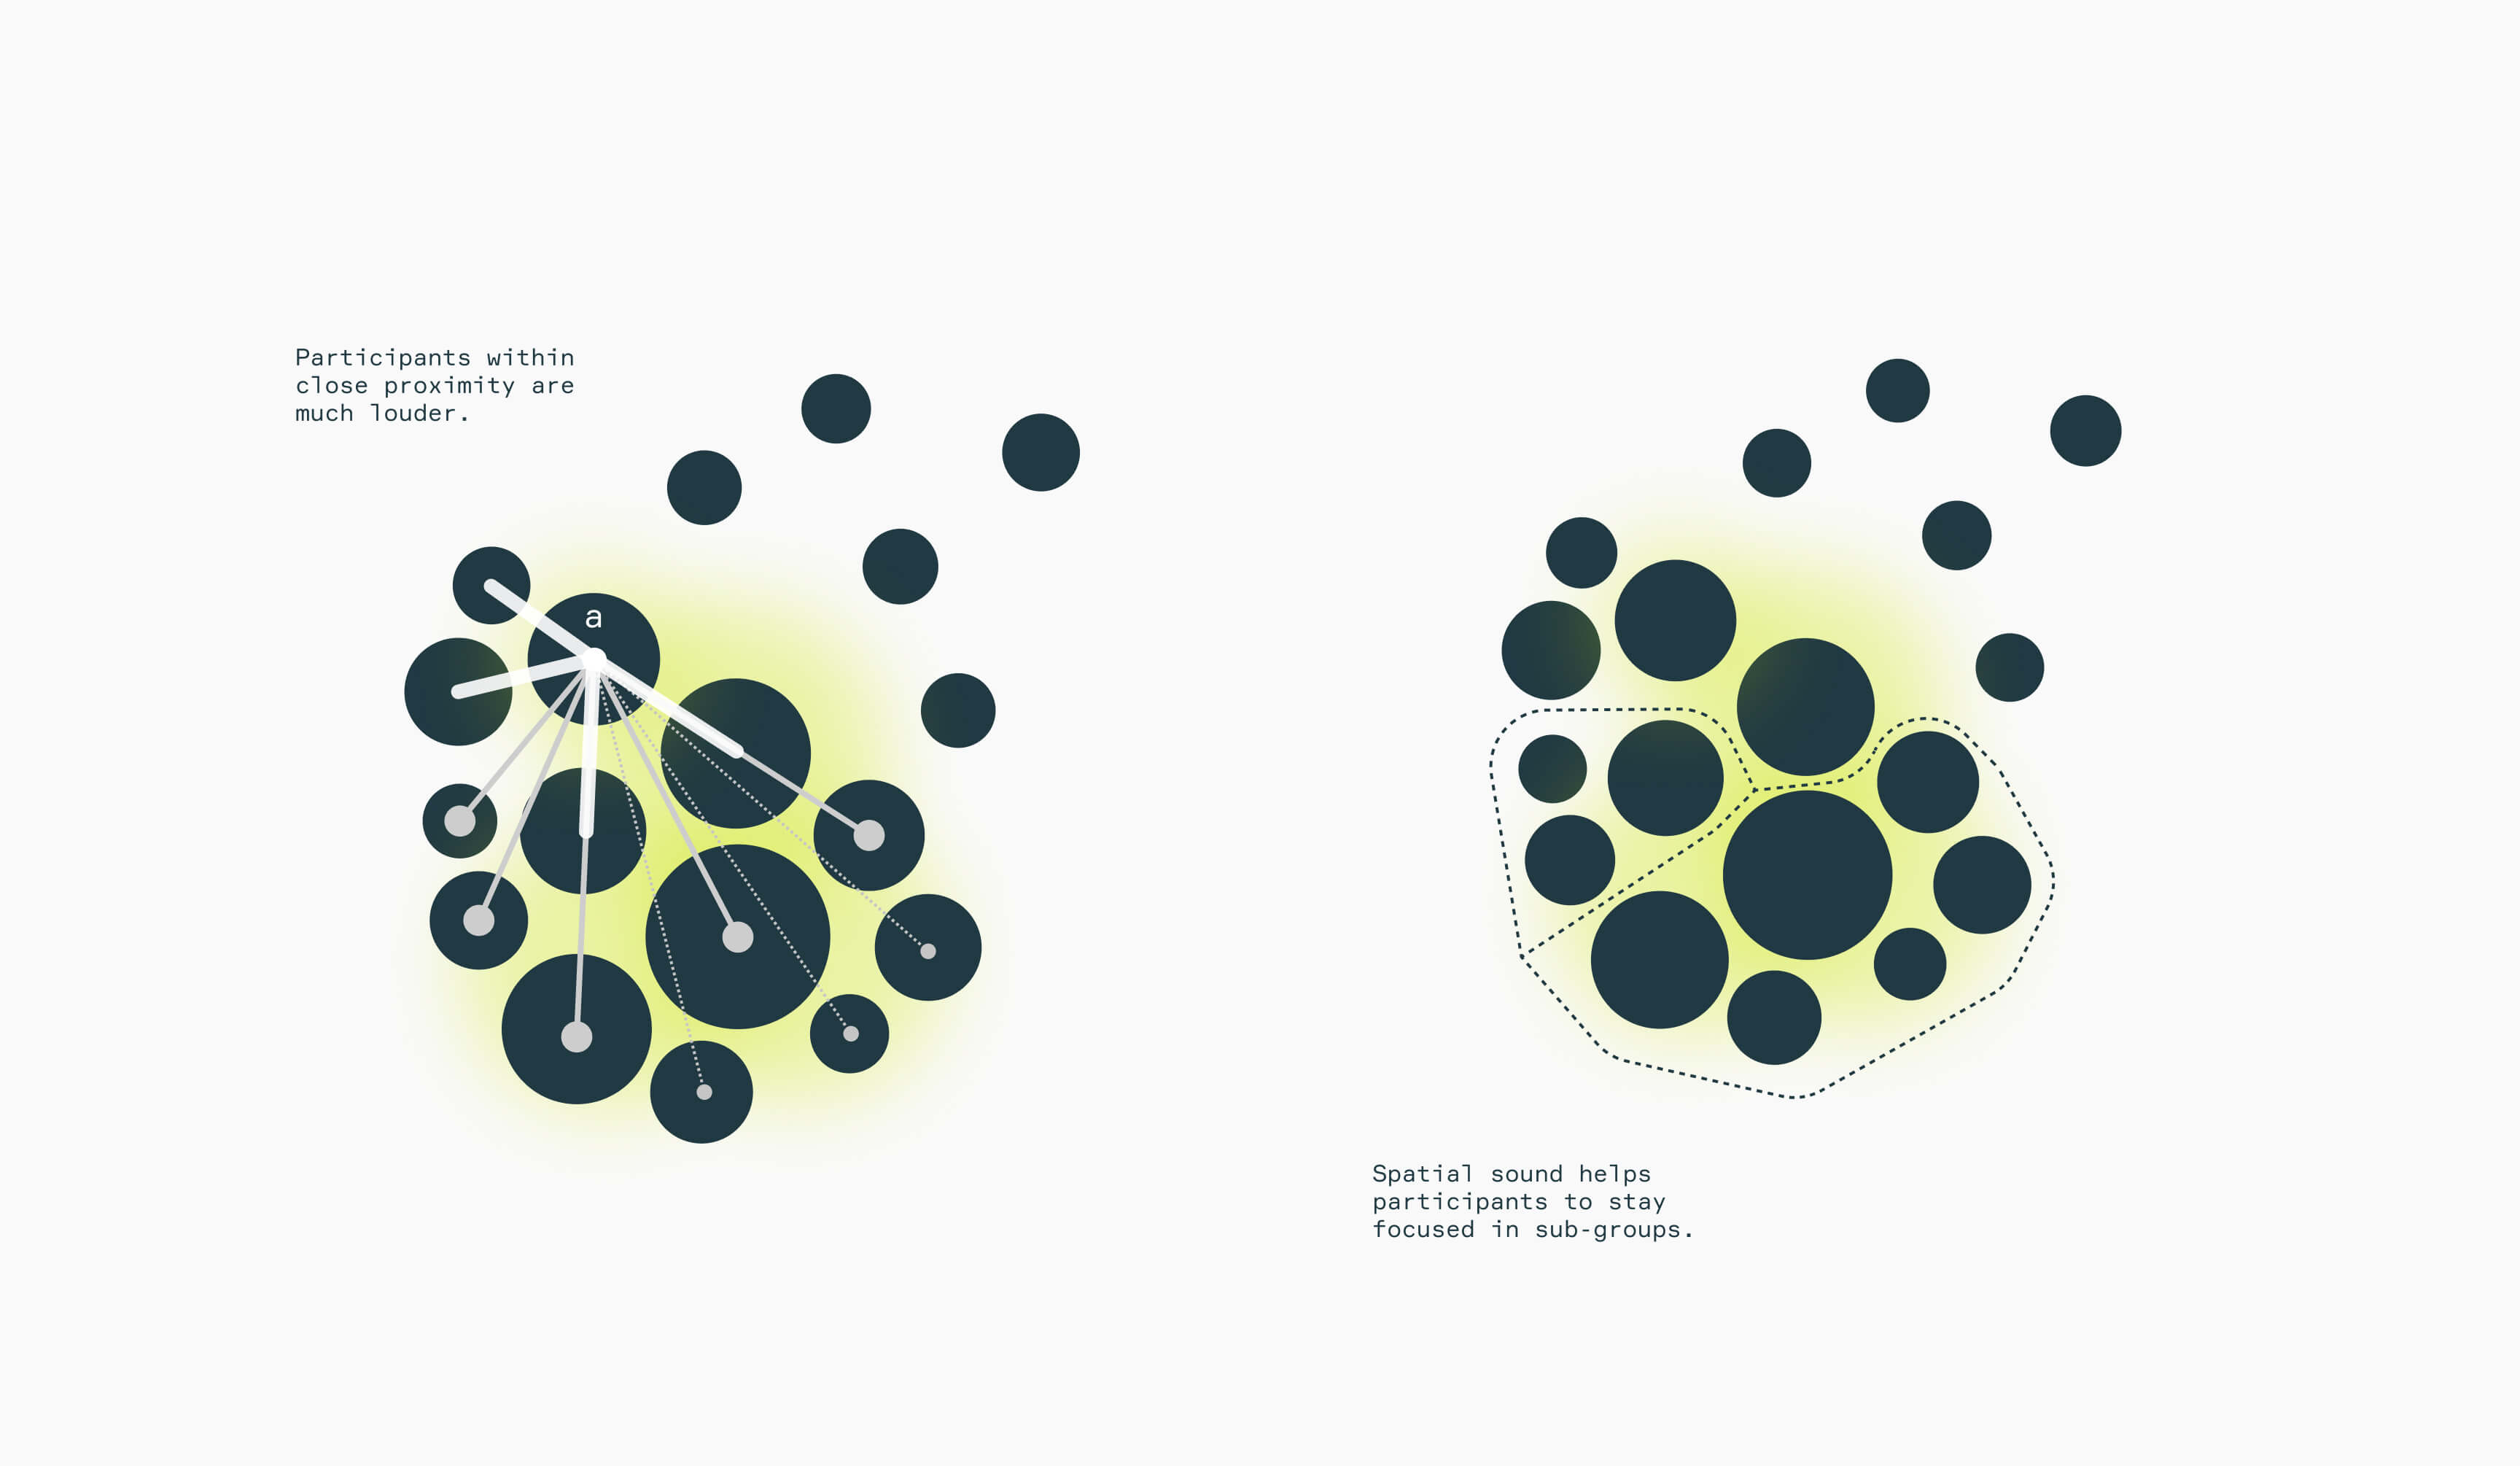 Participants within
close proximity are
much louder.
a
Spatial sound helps
participants to stay
focused in sub-groups.